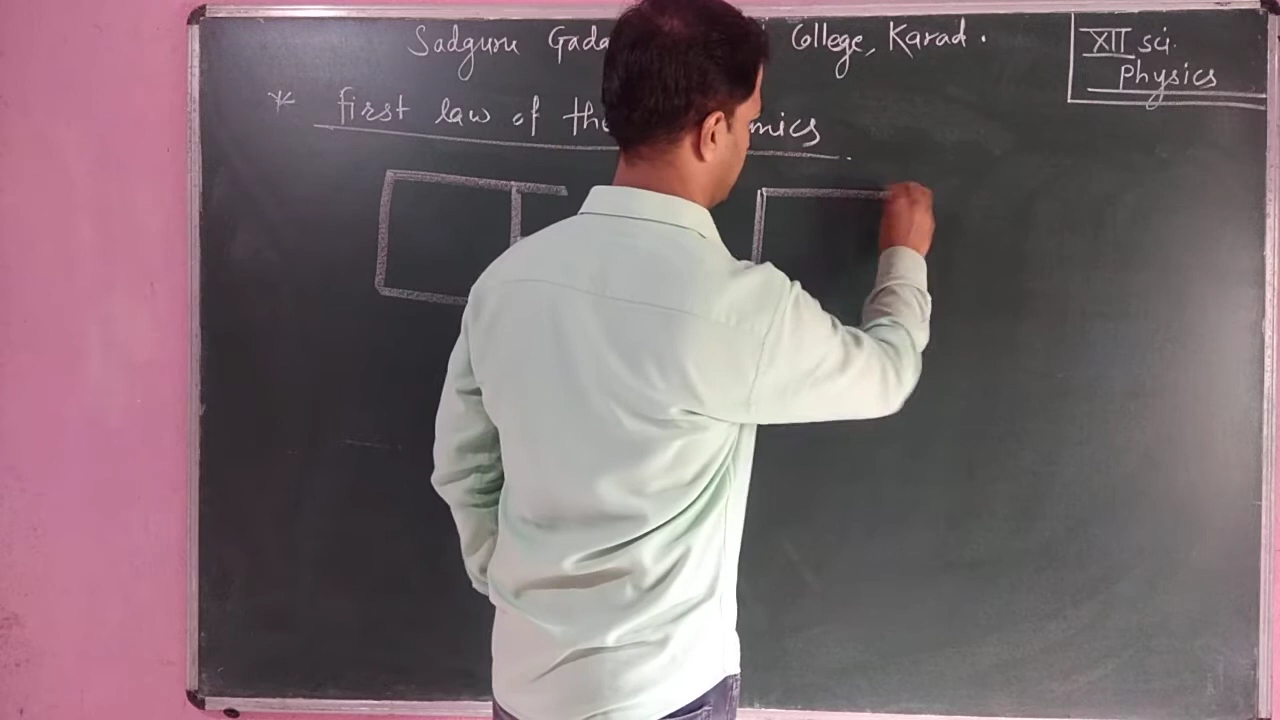 Sadguru Gada College, Karad.
XII sci.
Physics
* first law of the mics